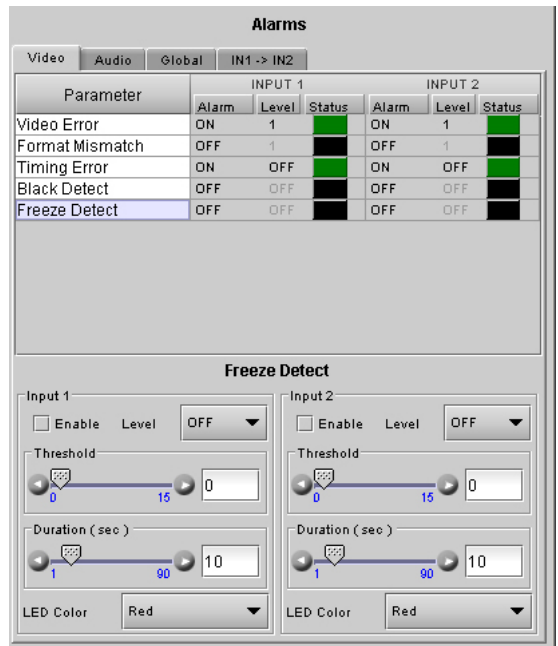 Alarms
Video Audio Global IN1 -> IN2
Parameter INPUT 1 INPUT 2
Alarm Level Status Alarm Level Status
Video Error ON 1 ON 1
Format Mismatch OFF 1 OFF 1
Timing Error ON OFF ON OFF
Black Detect OFF OFF OFF OFF
Freeze Detect OFF OFF OFF OFF
Freeze Detect
Input 1 Input 2
Enable Level OFF Enable Level OFF
Threshold Threshold
0 15 0 0 15 0
Duration ( sec ) Duration ( sec )
1 90 10 1 90 10
LED Color Red LED Color Red